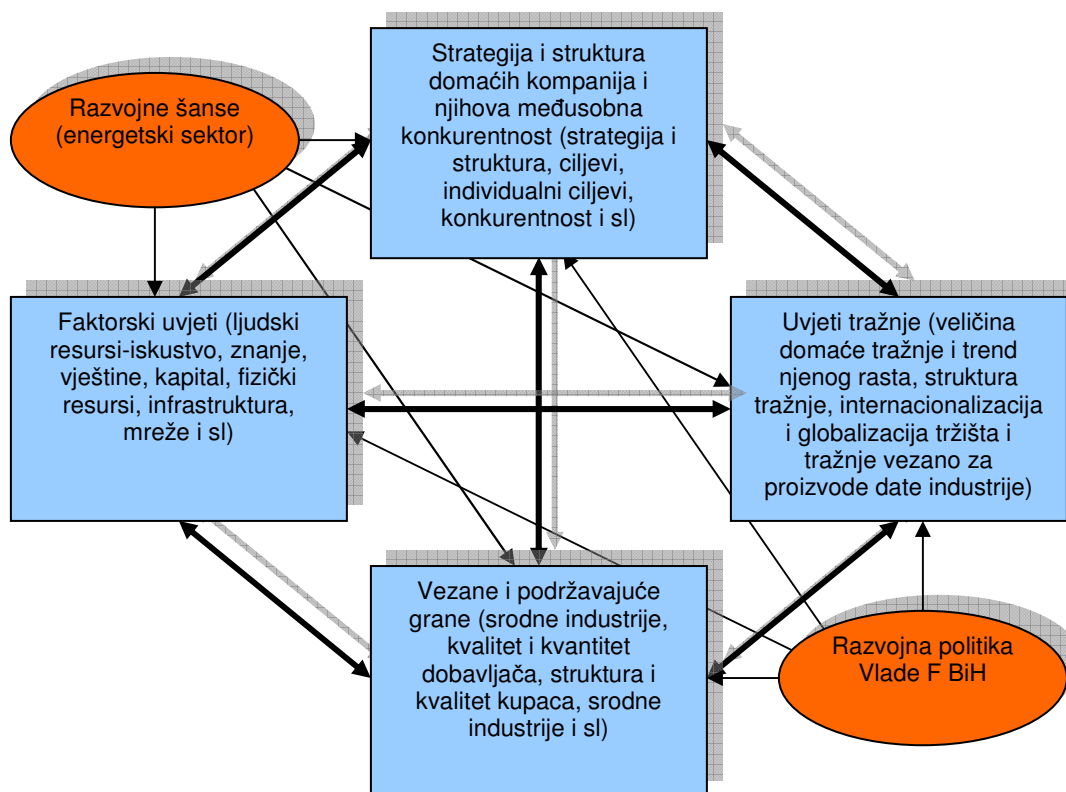 Strategija i struktura
domaćih kompanija i
njihova međusobna
konkurentnost (strategija i
struktura, ciljevi,
individualni ciljevi,
konkurentnost i sl)
Razvojne šanse
(energetski sektor)
Faktorski uvjeti (ljudski
resursi-iskustvo, znanje,
vještine, kapital, fizički
resursi, infrastruktura,
mreže i sl)
Uvjeti tražnje (veličina
domaće tražnje i trend
njenog rasta, struktura
tražnje, internacionalizacija
i globalizacija tržišta i
tražnje vezano za
proizvode date industrije)
Vezane i podržavajuće
grane (srodne industrije,
kvalitet i kvantitet
dobavljača, struktura i
kvalitet kupaca, srodne
industrije i sl)
Razvojna politika
Vlade F BiH